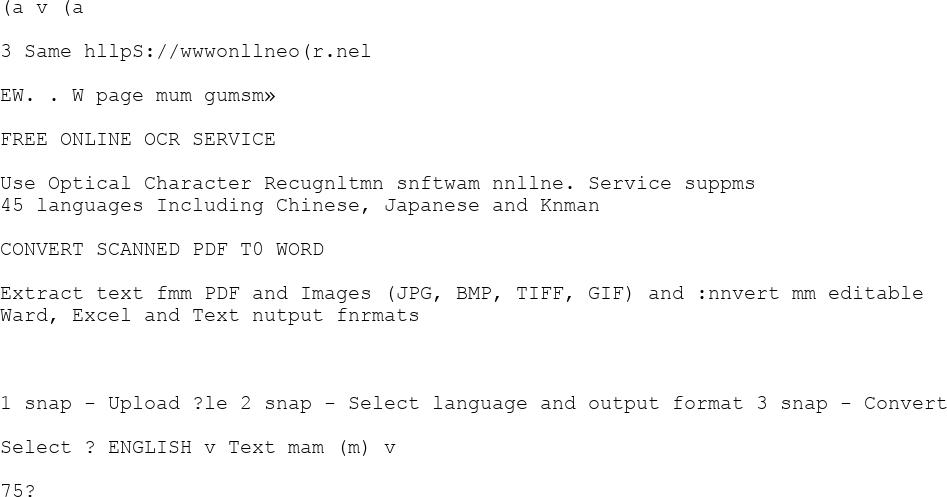 (a v (a
3 Same hllpS://wwwonllneo(r.nel
EW. . W page mum gumsm»
FREE ONLINE OCR SERVICE
Use Optical Character Recugnltmn snftwam nnllne. Service suppms
45 languages Including Chinese, Japanese and Knman
CONVERT SCANNED PDF T0 WORD
Extract text fmm PDF and Images (JPG, BMP, TIFF, GIF) and :nnvert mm editable
Ward, Excel and Text nutput fnrmats
1 snap - Upload ?le 2 snap - Select language and output format 3 snap - Convert
Select ? ENGLISH v Text mam (m) v
75?